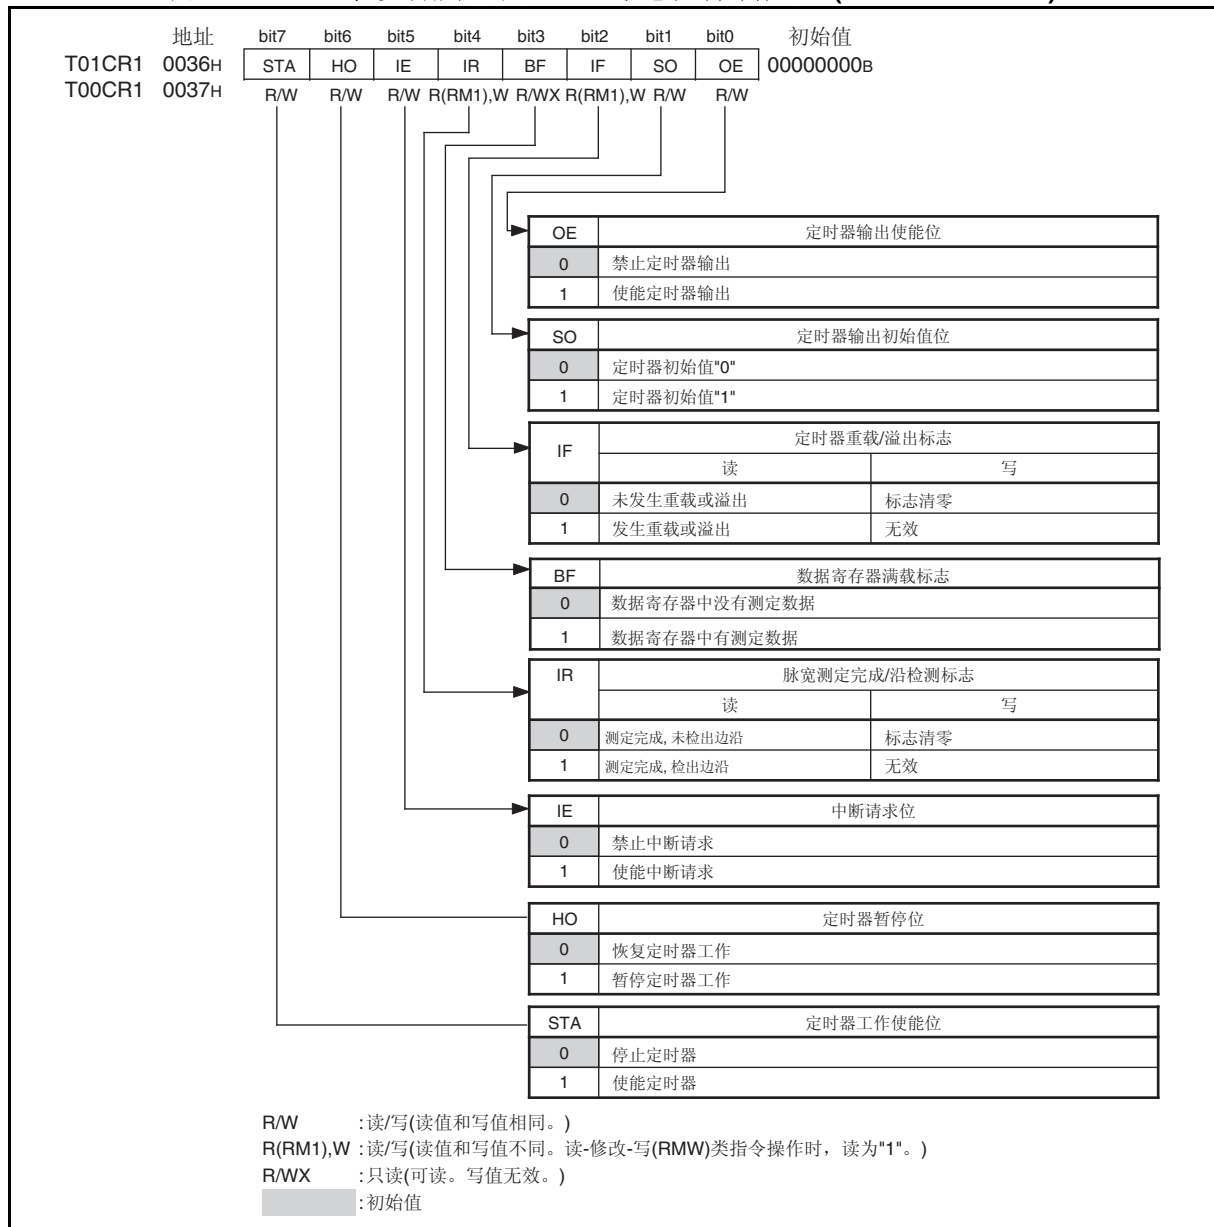 地址 bit7 bit6 bit5 bit4 bit3 bit2 bit1 bit0 初始值
T01CR1 0036H STA HO IE IR BF IF SO OE 00000000B
T00CR1 0037H R/W R/W R/W R(RM1),W R/WX R(RM1),W R/W R/W
OE 定时器输出使能位
0 禁止定时器输出
1 使能定时器输出
SO 定时器输出初始值位
0 定时器初始值"0"
1 定时器初始值"1"
IF 定时器重载/溢出标志
读 写
0 未发生重载或溢出 标志清零
1 发生重载或溢出 无效
BF 数据寄存器满载标志
0 数据寄存器中没有测定数据
1 数据寄存器中有测定数据
IR 脉宽测定完成/沿检测标志
读 写
0 测定完成, 未检出边沿 标志清零
1 测定完成, 检出边沿 无效
IE 中断请求位
0 禁止中断请求
1 使能中断请求
HO 定时器暂停位
0 恢复定时器工作
1 暂停定时器工作
STA 定时器工作使能位
0 停止定时器
1 使能定时器
R/W :读/写(读值和写值相同。)
R(RM1),W :读/写(读值和写值不同。读-修改-写(RMW)类指令操作时，读为"1"。)
R/WX :只读(可读。写值无效。)
:初始值